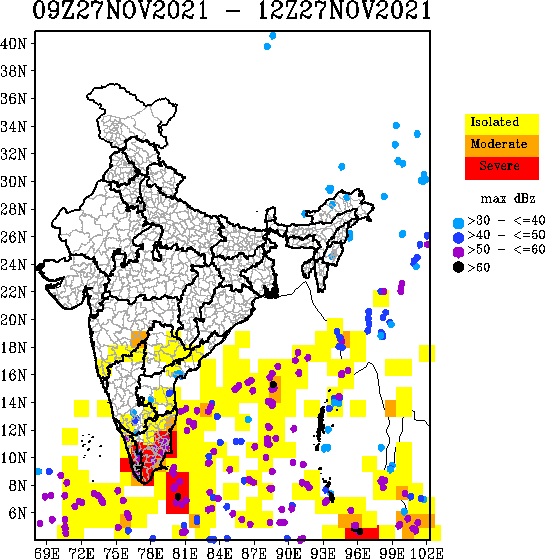 09Z27NOV2021 - 12Z27NOV2021
40N
38N
36N
34N
32N
30N
28N
26N
24N
22N
20N
18N
16N
14N
12N
10N
8N
6N
69E 72E 75E 78E 81E 84E 87E 90E 93E 96E 99E 102E
Isolated
Moderate
Severe
max dBz
>30 - <=40
>40 - <=50
>50 - <=60
>60